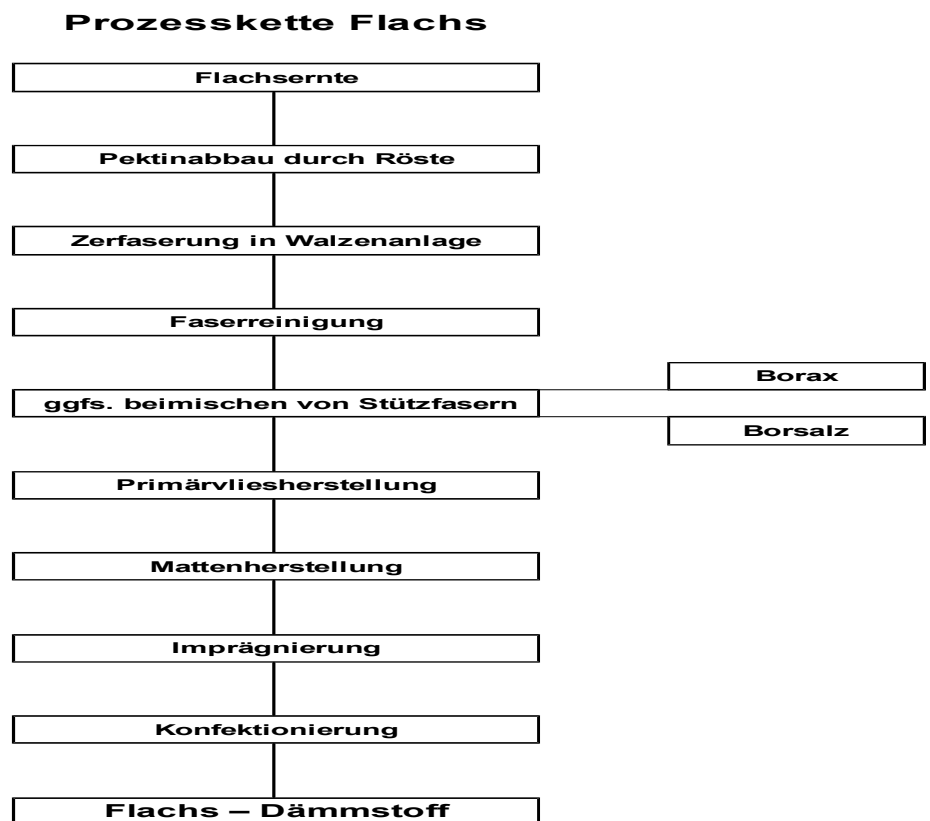 Prozesskette Flachs
Flachsernte
Pektinabbau durch Röste
Zerfaserung in Walzenanlage
Faserreinigung
Borax
ggfs. beimischen von Stützfasern
Borsalz
Primärvliesherstellung
Mattenherstellung
Imprägnierung
Konfektionierung
Flachs – Dämmstoff